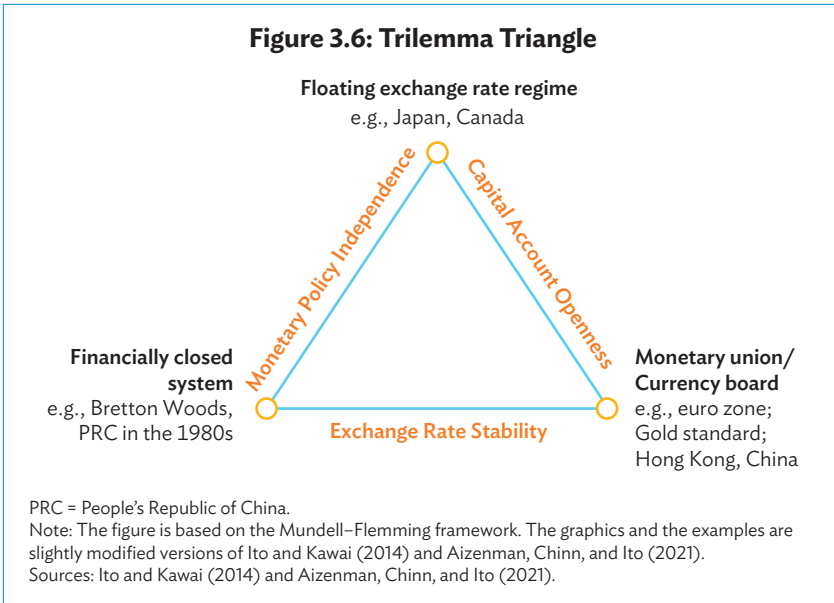 Figure 3.6: Trilemma Triangle
Floating exchange rate regime
e.g., Japan, Canada
Monetary Policy Independence
Capital Account Openness
Financially closed
system
e.g., Bretton Woods,
PRC in the 1980s
Exchange Rate Stability
Monetary union/
Currency board
e.g., euro zone;
Gold standard;
Hong Kong, China
PRC = People’s Republic of China.
Note: The figure is based on the Mundell–Flemming framework. The graphics and the examples are
slightly modified versions of Ito and Kawai (2014) and Aizenman, Chinn, and Ito (2021).
Sources: Ito and Kawai (2014) and Aizenman, Chinn, and Ito (2021).